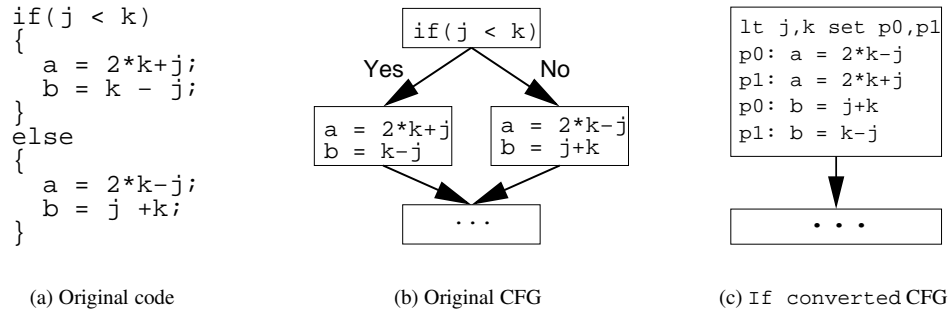 if(j < k)
{
a = 2*k+j;
b = k - j;
}
else
{
a = 2*k-j;
b = j +k;
}
(a) Original code
if(j < k)
Yes
No
a = 2*k+j
b = k-j
a = 2*k-j
b = j+k
...
(b) Original CFG
lt j,k set p0,p1
p0: a = 2*k-j
p1: a = 2*k+j
p0: b = j+k
p1: b = k-j
...
(c) If converted CFG